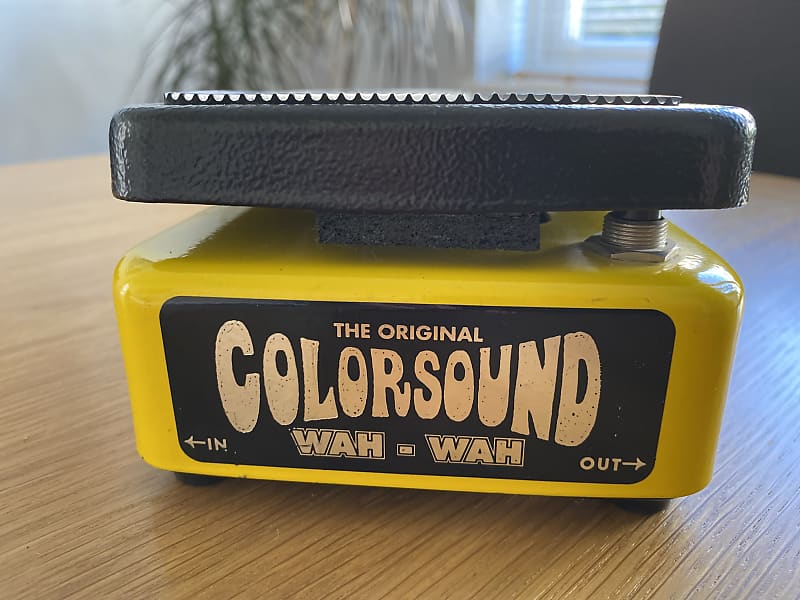 THE ORIGINAL
COLORSOUND
WAH - WAH
←IN
OUT→